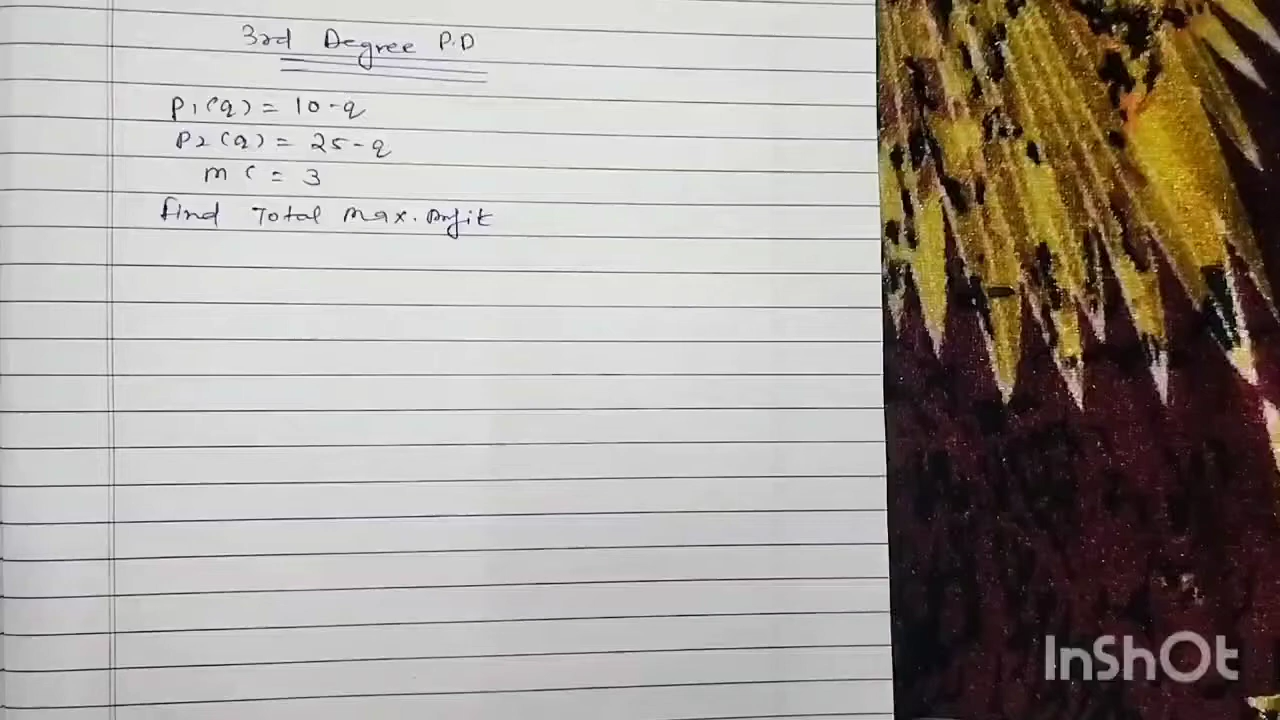 3rd Degree P.D
P1(q) = 10-q
P2(q) = 25-q
MC = 3
Find Total Max. Profit
InShOt